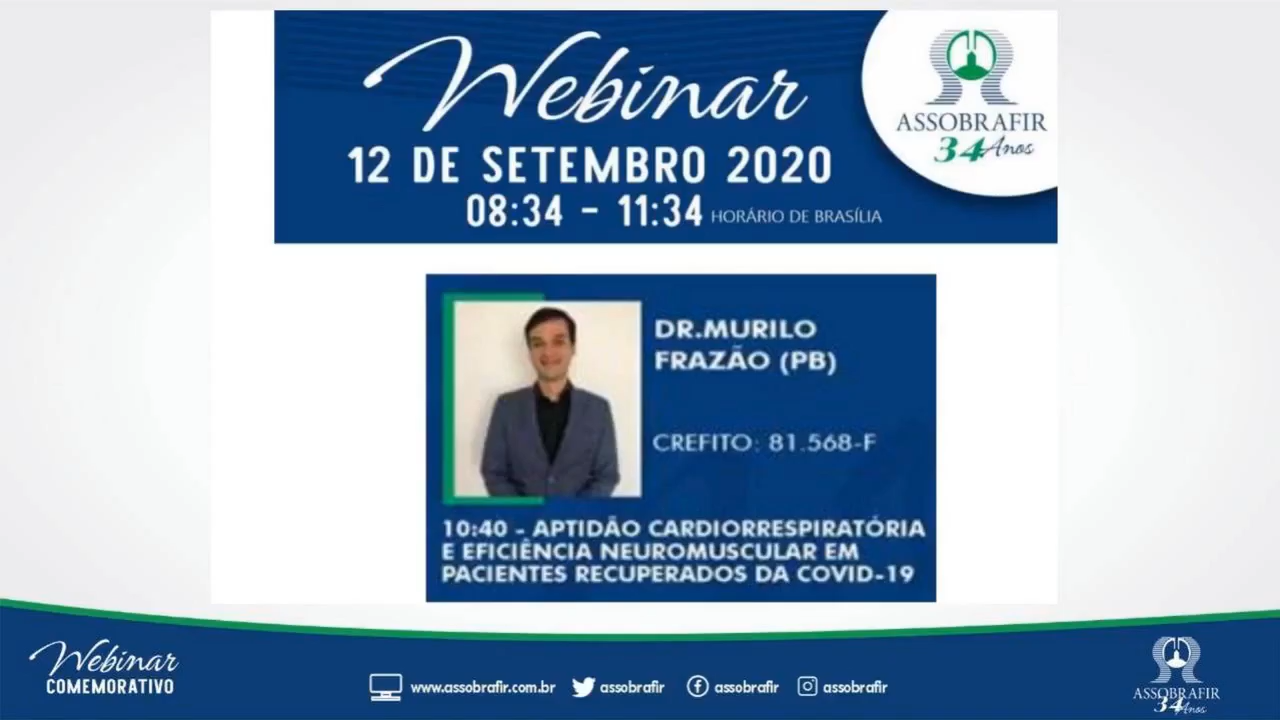 Webinar
12 DE SETEMBRO 2020
08:34 - 11:34 HORÁRIO DE BRASÍLIA
ASSOBRAFIR
34 Anos
DR.MURILO
FRAZÃO (PB)
CREFITO: 81.568-F
10:40 - APTIDÃO CARDIORRESPIRATÓRIA
E EFICIÊNCIA NEUROMUSCULAR EM
PACIENTES RECUPERADOS DA COVID-19
Webinar
COMEMORATIVO
www.assobrafir.com.br assobrafir assobrafir assobrafir
ASSOBRAFIR
34 Anos